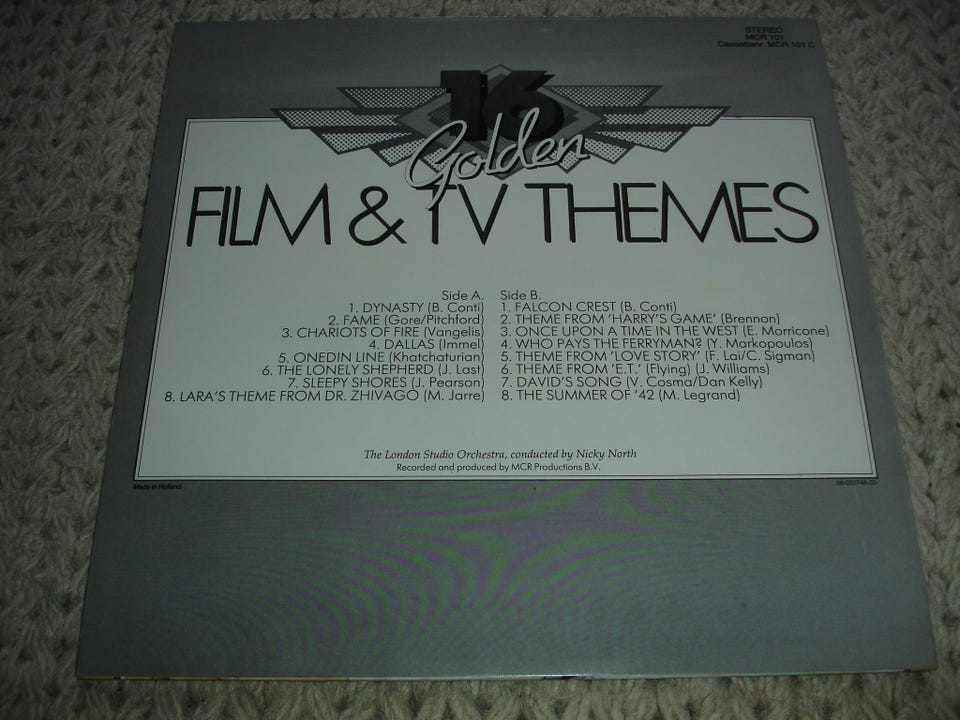 STEREO
MCR 101
Cassettenr. MCR 101 C
16
Golden
FILM & TV THEMES
Side A.
1. DYNASTY (B. Conti)
2. FAME (Gore/Pitchford)
3. CHARIOTS OF FIRE (Vangelis)
4. DALLAS (Immel)
5. ONEDIN LINE (Khatchaturian)
6. THE LONELY SHEPHERD (J. Last)
7. SLEEPY SHORES (J. Pearson)
8. LARA'S THEME FROM DR. ZHIVAGO (M. Jarre)
Side B.
1. FALCON CREST (B. Conti)
2. THEME FROM 'HARRY'S GAME' (Brennon)
3. ONCE UPON A TIME IN THE WEST (E. Morricone)
4. WHO PAYS THE FERRYMAN? (Y. Markopoulos)
5. THEME FROM 'LOVE STORY' (F. Lai/C. Sigman)
6. THEME FROM 'E.T.' (Flying) (J. Williams)
7. DAVID'S SONG (V. Cosma/Dan Kelly)
8. THE SUMMER OF '42 (M. Legrand)
The London Studio Orchestra, conducted by Nicky North
Recorded and produced by MCR Productions B.V.
Made in Holland